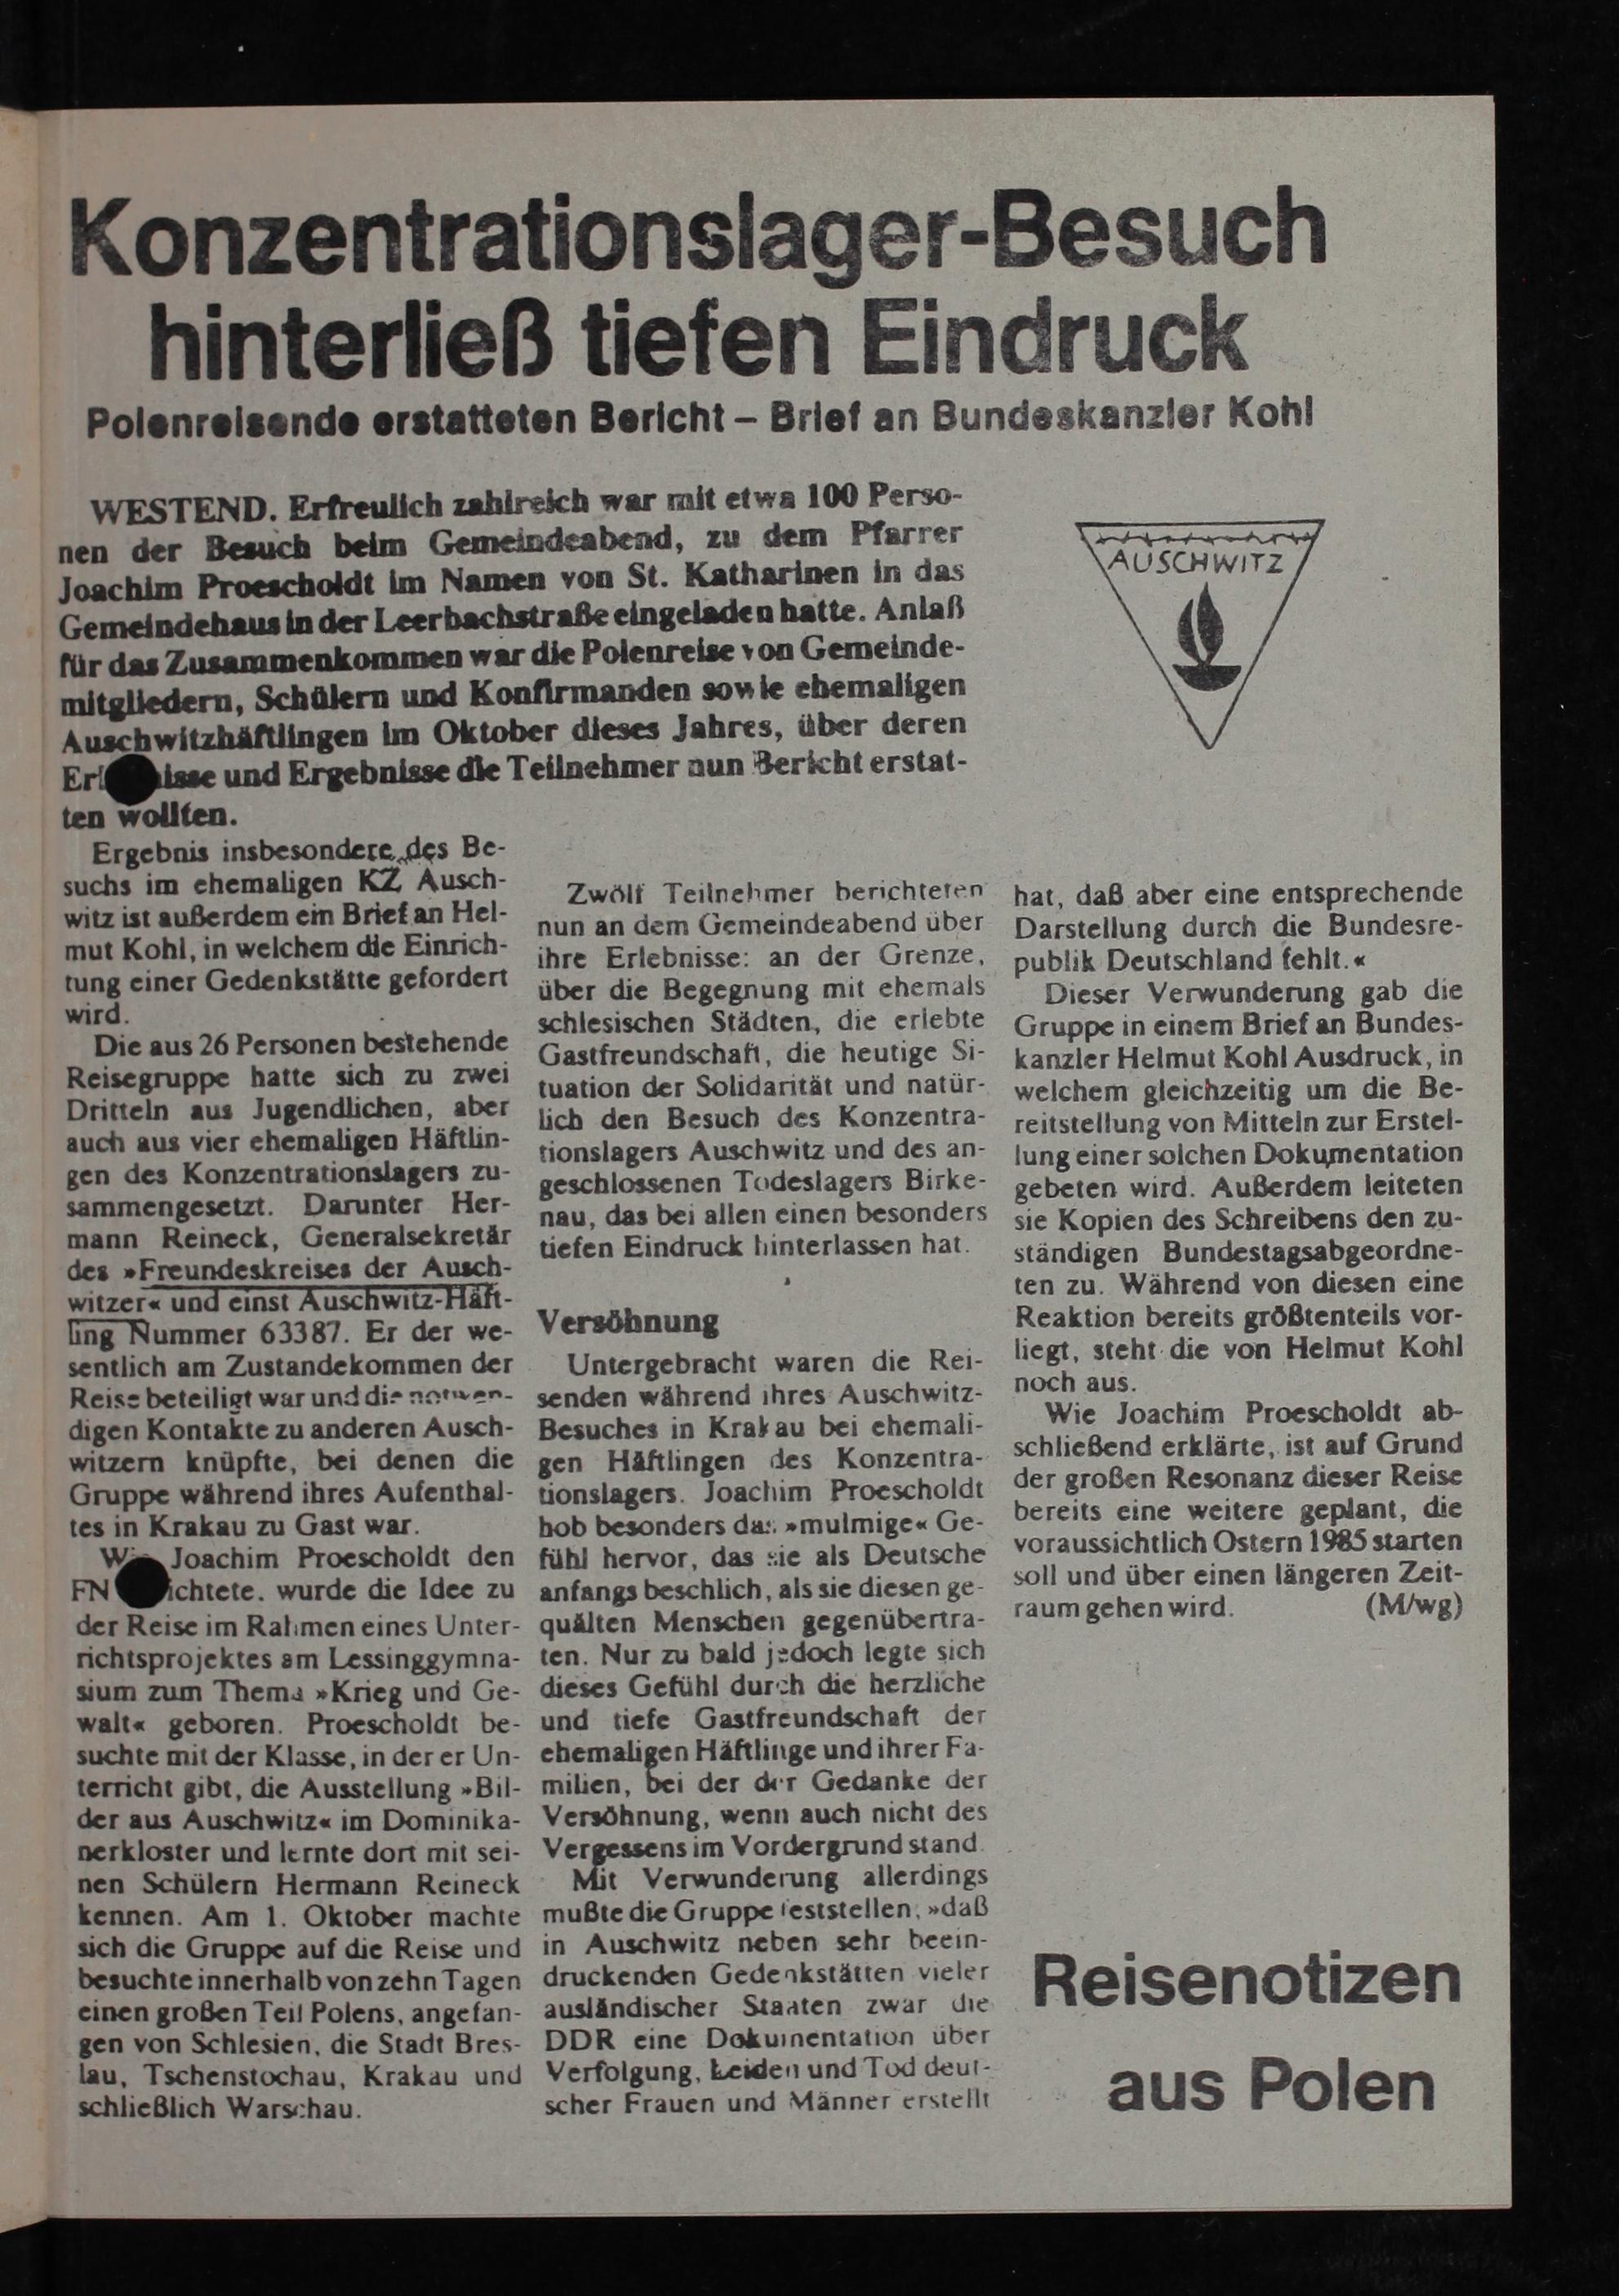 Konzentrationslager-Besuch
hinterließ tiefen Eindruck
Polenreisende erstatteten Bericht – Brief an Bundeskanzler Kohl
WESTEND. Erfreulich zahlreich war mit etwa 100 Perso-
nen der Besuch beim Gemeindeabend, zu dem Pfarrer
Joachim Proescholdt im Namen von St. Katharinen in das
Gemeindehaus in der Leerbachstraße eingeladen hatte. Anlaß
für das Zusammenkommen war die Polenreise von Gemeinde-
mitgliedern, Schülern und Konfirmanden sowie ehemaligen
Auschwitzhäftlingen im Oktober dieses Jahres, über deren
und Ergebnisse die Teilnehmer nun Bericht erstat-
ten wollten.
Ergebnis insbesondere des Be-
suchs im ehemaligen KZ Ausch-
witz ist außerdem ein Brief an Hel-
mut Kohl, in welchem die Einrich-
tung einer Gedenkstätte gefordert
wird.
Die aus 26 Personen bestehende
Reisegruppe hatte sich zu zwei
Dritteln aus Jugendlichen, aber
auch aus vier ehemaligen Häftlin-
gen des Konzentrationslagers zu-
sammengesetzt. Darunter Her-
mann Reineck, Generalsekretär
des »Freundeskreises der Ausch-
witzer« und einst Auschwitz-Häft-
ling Nummer 63387. Er der we-
sentlich am Zustandekommen der
Reise beteiligt war und die notwen-
digen Kontakte zu anderen Ausch-
witzern knüpfte, bei denen die
Gruppe während ihres Aufenthal-
tes in Krakau zu Gast war.
Wie Joachim Proescholdt den
FN ichtete, wurde die Idee zu
der Reise im Rahmen eines Unter-
richtsprojektes am Lessinggymna-
sium zum Thema »Krieg und Ge-
walt« geboren. Proescholdt be-
suchte mit der Klasse, in der er Un-
terricht gibt, die Ausstellung »Bil-
der aus Auschwitz« im Dominika-
nerkloster und lernte dort mit sei-
nen Schülern Hermann Reineck
kennen. Am 1. Oktober machte
sich die Gruppe auf die Reise und
besuchte innerhalb von zehn Tagen
einen großen Teil Polens, angefan-
gen von Schlesien, die Stadt Bres-
lau, Tschenstochau, Krakau und
schließlich Warschau.
Zwölf Teilnehmer berichteten
nun an dem Gemeindeabend über
ihre Erlebnisse: an der Grenze,
über die Begegnung mit ehemals
schlesischen Städten, die erlebte
Gastfreundschaft, die heutige Si-
tuation der Solidarität und natür-
lich den Besuch des Konzentra-
tionslagers Auschwitz und des an-
geschlossenen Todeslagers Birke-
nau, das bei allen einen besonders
tiefen Eindruck hinterlassen hat.
Versöhnung
Untergebracht waren die Rei-
senden während ihres Auschwitz-
Besuches in Krakau bei ehemali-
gen Häftlingen des Konzentra-
tionslagers. Joachim Proescholdt
hob besonders das »mulmige« Ge-
fühl hervor, das sie als Deutsche
anfangs beschlich, als sie diesen ge-
quälten Menschen gegenübertra-
ten. Nur zu bald jedoch legte sich
dieses Gefühl durch die herzliche
und tiefe Gastfreundschaft der
ehemaligen Häftlinge und ihrer Fa-
milien, bei der der Gedanke der
Versöhnung, wenn auch nicht des
Vergessens im Vordergrund stand.
Mit Verwunderung allerdings
mußte die Gruppe feststellen, »daß
in Auschwitz neben sehr beein-
druckenden Gedenkstätten vieler
ausländischer Staaten zwar die
DDR eine Dokumentation über
Verfolgung, Leiden und Tod deut-
scher Frauen und Männer erstellt
AUSCHWITZ
hat, daß aber eine entsprechende
Darstellung durch die Bundesre-
publik Deutschland fehlt.«
Dieser Verwunderung gab die
Gruppe in einem Brief an Bundes-
kanzler Helmut Kohl Ausdruck, in
welchem gleichzeitig um die Be-
reitstellung von Mitteln zur Erstel-
lung einer solchen Dokumentation
gebeten wird. Außerdem leiteten
sie Kopien des Schreibens den zu-
ständigen Bundestagsabgeordne-
ten zu. Während von diesen eine
Reaktion bereits größtenteils vor-
liegt, steht die von Helmut Kohl
noch aus.
Wie Joachim Proescholdt ab-
schließend erklärte, ist auf Grund
der großen Resonanz dieser Reise
bereits eine weitere geplant, die
voraussichtlich Ostern 1985 starten
soll und über einen längeren Zeit-
raum gehen wird. (M/wg)
Reisenotizen
aus Polen